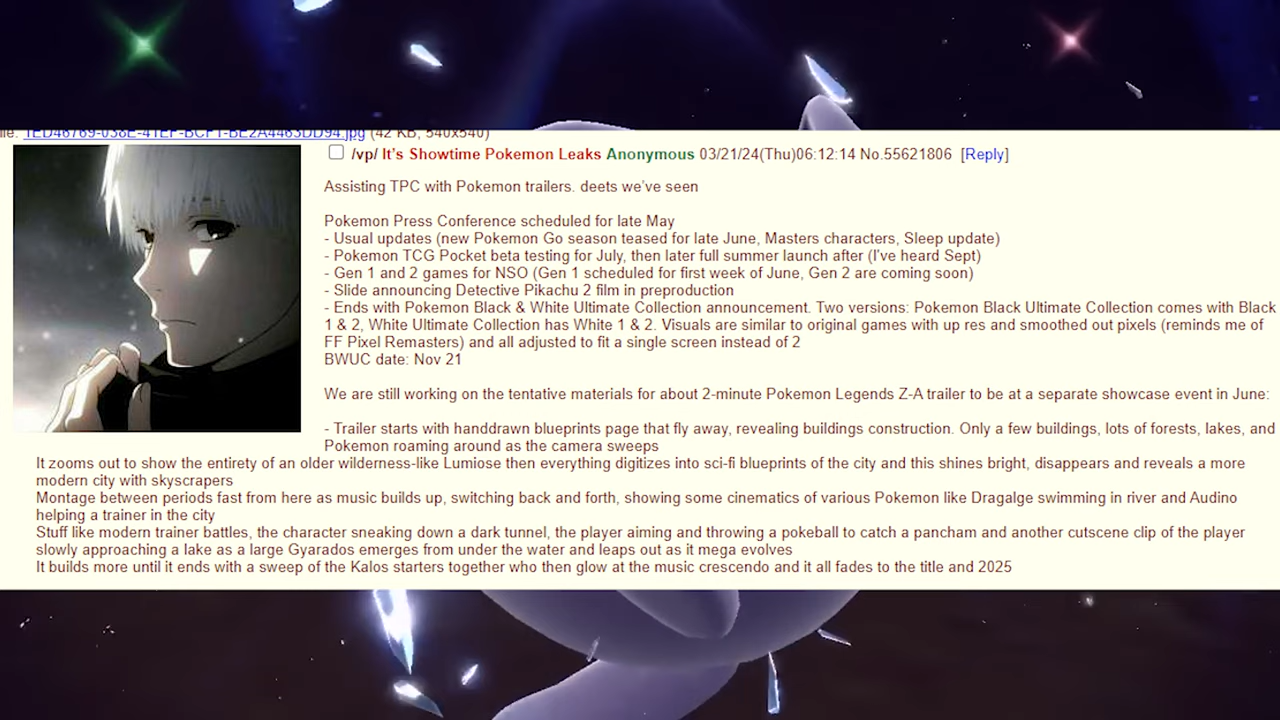 ile: 1ED46769-038E-41EF-BCF1-BE2A4463DD94.jpg (42 KB, 540x540)
/vp/ It's Showtime Pokemon Leaks Anonymous 03/21/24(Thu)06:12:14 No.55621806 [Reply]
Assisting TPC with Pokemon trailers. deets we've seen
Pokemon Press Conference scheduled for late May
- Usual updates (new Pokemon Go season teased for late June, Masters characters, Sleep update)
- Pokemon TCG Pocket beta testing for July, then later full summer launch after (I've heard Sept)
- Gen 1 and 2 games for NSO (Gen 1 scheduled for first week of June, Gen 2 are coming soon)
- Slide announcing Detective Pikachu 2 film in preproduction
- Ends with Pokemon Black & White Ultimate Collection announcement. Two versions: Pokemon Black Ultimate Collection comes with Black
1 & 2, White Ultimate Collection has White 1 & 2. Visuals are similar to original games with up res and smoothed out pixels (reminds me of
FF Pixel Remasters) and all adjusted to fit a single screen instead of 2
BWUC date: Nov 21
We are still working on the tentative materials for about 2-minute Pokemon Legends Z-A trailer to be at a separate showcase event in June:
- Trailer starts with handdrawn blueprints page that fly away, revealing buildings construction. Only a few buildings, lots of forests, lakes, and
Pokemon roaming around as the camera sweeps
It zooms out to show the entirety of an older wilderness-like Lumiose then everything digitizes into sci-fi blueprints of the city and this shines bright, disappears and reveals a more
modern city with skyscrapers
Montage between periods fast from here as music builds up, switching back and forth, showing some cinematics of various Pokemon like Dragalge swimming in river and Audino
helping a trainer in the city
Stuff like modern trainer battles, the character sneaking down a dark tunnel, the player aiming and throwing a pokeball to catch a pancham and another cutscene clip of the player
slowly approaching a lake as a large Gyarados emerges from under the water and leaps out as it mega evolves
It builds more until it ends with a sweep of the Kalos starters together who then glow at the music crescendo and it all fades to the title and 2025